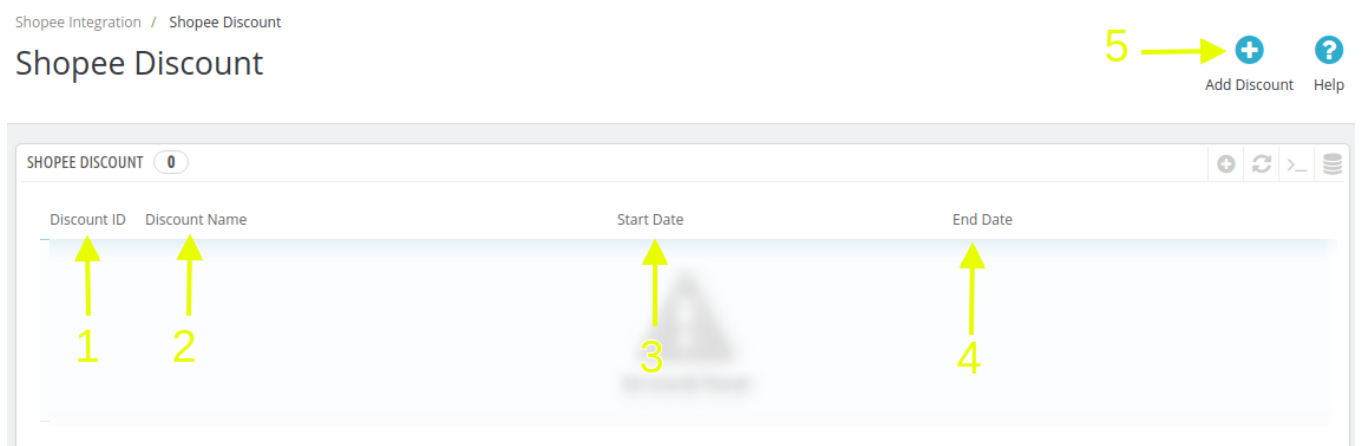 Shopee Integration / Shopee Discount
Shopee Discount
5
Add Discount Help
SHOPEE DISCOUNT 0
Discount ID Discount Name Start Date End Date
1 2 3 4